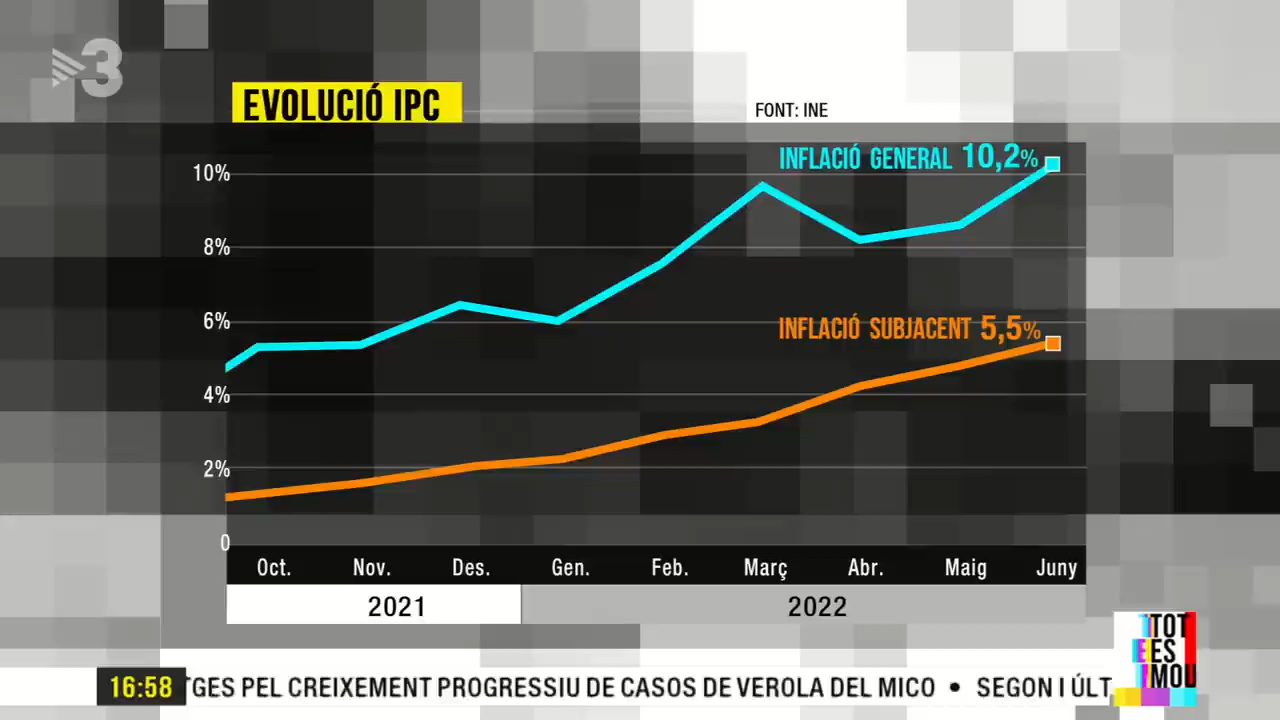 3
EVOLUCIÓ IPC
FONT: INE
INFLACIÓ GENERAL 10,2%
10%
8%
6%
INFLACIÓ SUBJACENT 5,5%
4%
2%
0
Oct. Nov. Des. Gen. Feb. Març Abr. Maig Juny
2021 2022
TOT
ES
MOU
16:58 TGES PEL CREIXEMENT PROGRESSIU DE CASOS DE VEROLA DEL MICO • SEGON I ÚLT